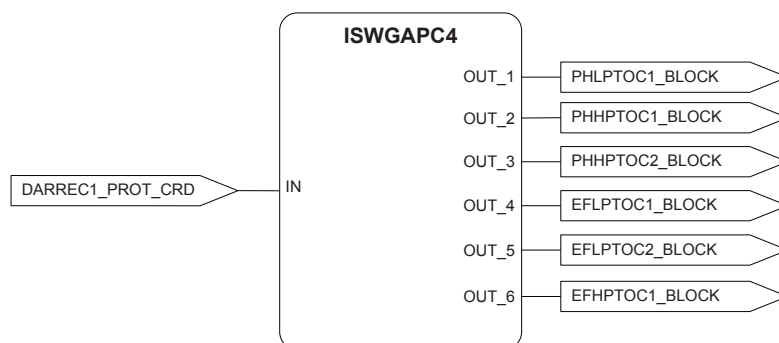 ISWGAPC4
OUT_1 PHLPTOC1_BLOCK
OUT_2 PHHPTOC1_BLOCK
OUT_3 PHHPTOC2_BLOCK
DARREC1_PROT_CRD IN
OUT_4 EFLPTOC1_BLOCK
OUT_5 EFLPTOC2_BLOCK
OUT_6 EFHPTOC1_BLOCK